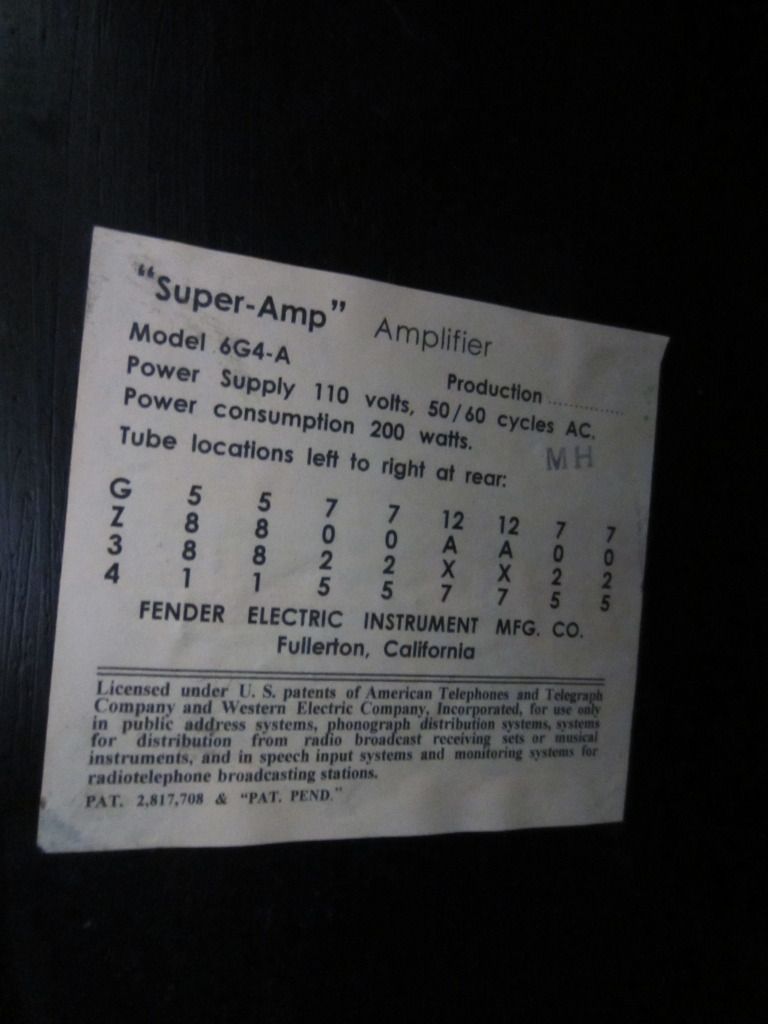 "Super-Amp" Amplifier
Model 6G4-A Production ..............
Power Supply 110 volts, 50/60 cycles AC.
Power consumption 200 watts.
MH
Tube locations left to right at rear:
G 5 5 7 7 12 12 7 7
Z 8 8 0 0 A A 0 0
3 8 8 2 2 X X 2 2
4 1 1 5 5 7 7 5 5
FENDER ELECTRIC INSTRUMENT MFG. CO.
Fullerton, California
Licensed under U. S. patents of American Telephones and Telegraph
Company and Western Electric Company, Incorporated, for use only
in public address systems, phonograph distribution systems, systems
for distribution from radio broadcast receiving sets or musical
instruments, and in speech input systems and monitoring systems for
radiotelephone broadcasting stations.
PAT. 2,817,708 & "PAT. PEND."